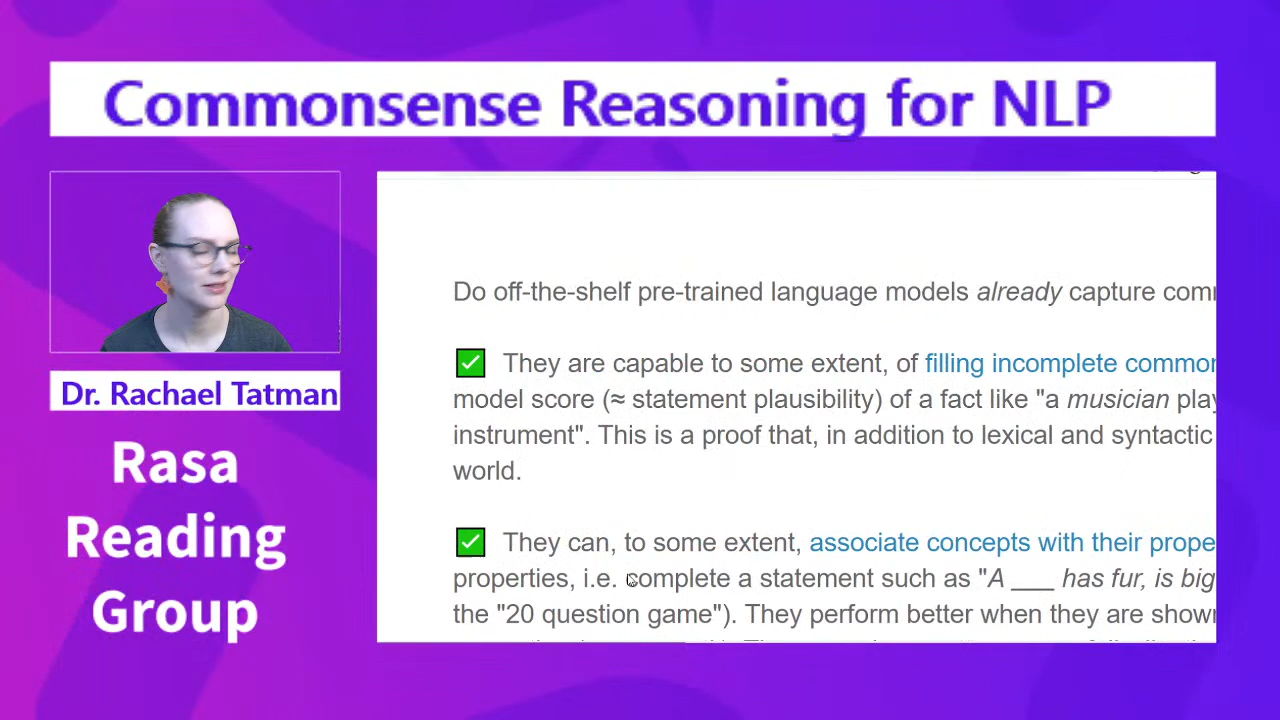 Commonsense Reasoning for NLP
Dr. Rachael Tatman
Rasa
Reading
Group
Do off-the-shelf pre-trained language models already capture com
They are capable to some extent, of filling incomplete common
model score (≈ statement plausibility) of a fact like "a musician play
instrument". This is a proof that, in addition to lexical and syntactic
world.
They can, to some extent, associate concepts with their prope
properties, i.e. complete a statement such as "A ___ has fur, is big
the "20 question game"). They perform better when they are shown